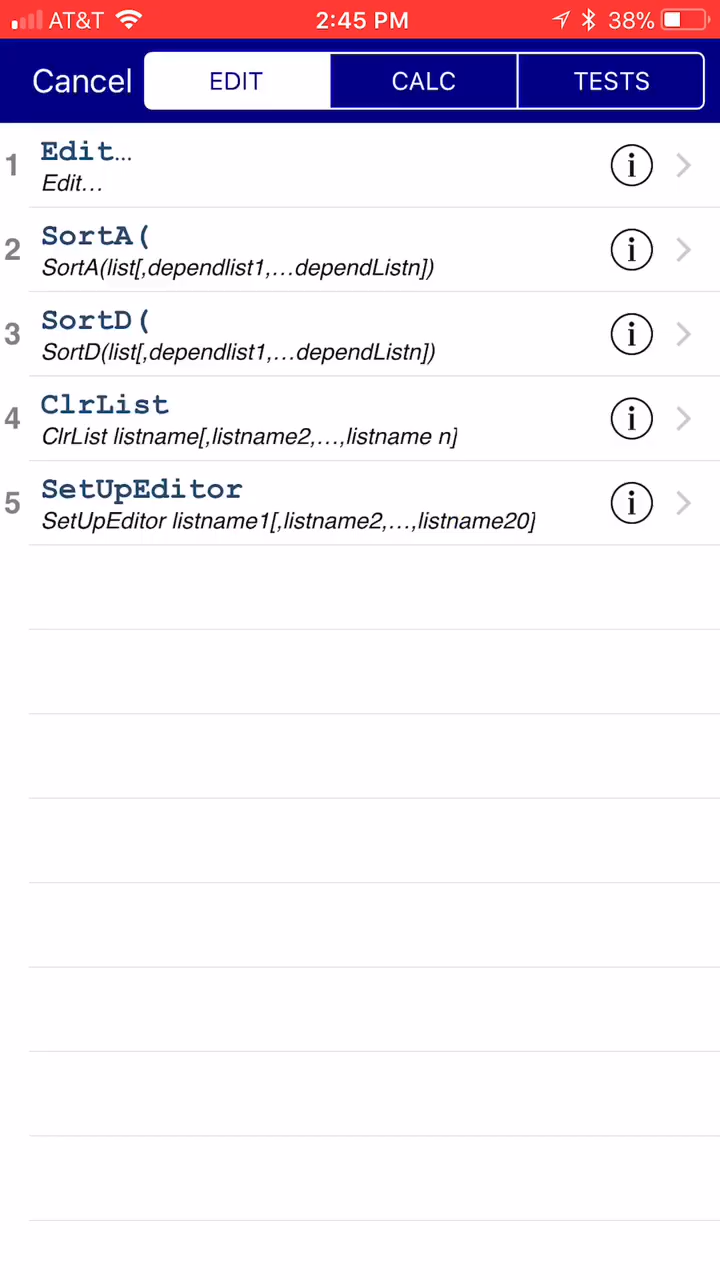 AT&T 2:45 PM 38%
Cancel EDIT CALC TESTS
1 Edit...
Edit...
2 SortA(
SortA(list[,dependlist1,...dependListn])
3 SortD(
SortD(list[,dependlist1,...dependListn])
4 ClrList
ClrList listname[,listname2,...,listname n]
5 SetUpEditor
SetUpEditor listname1[,listname2,...,listname20]